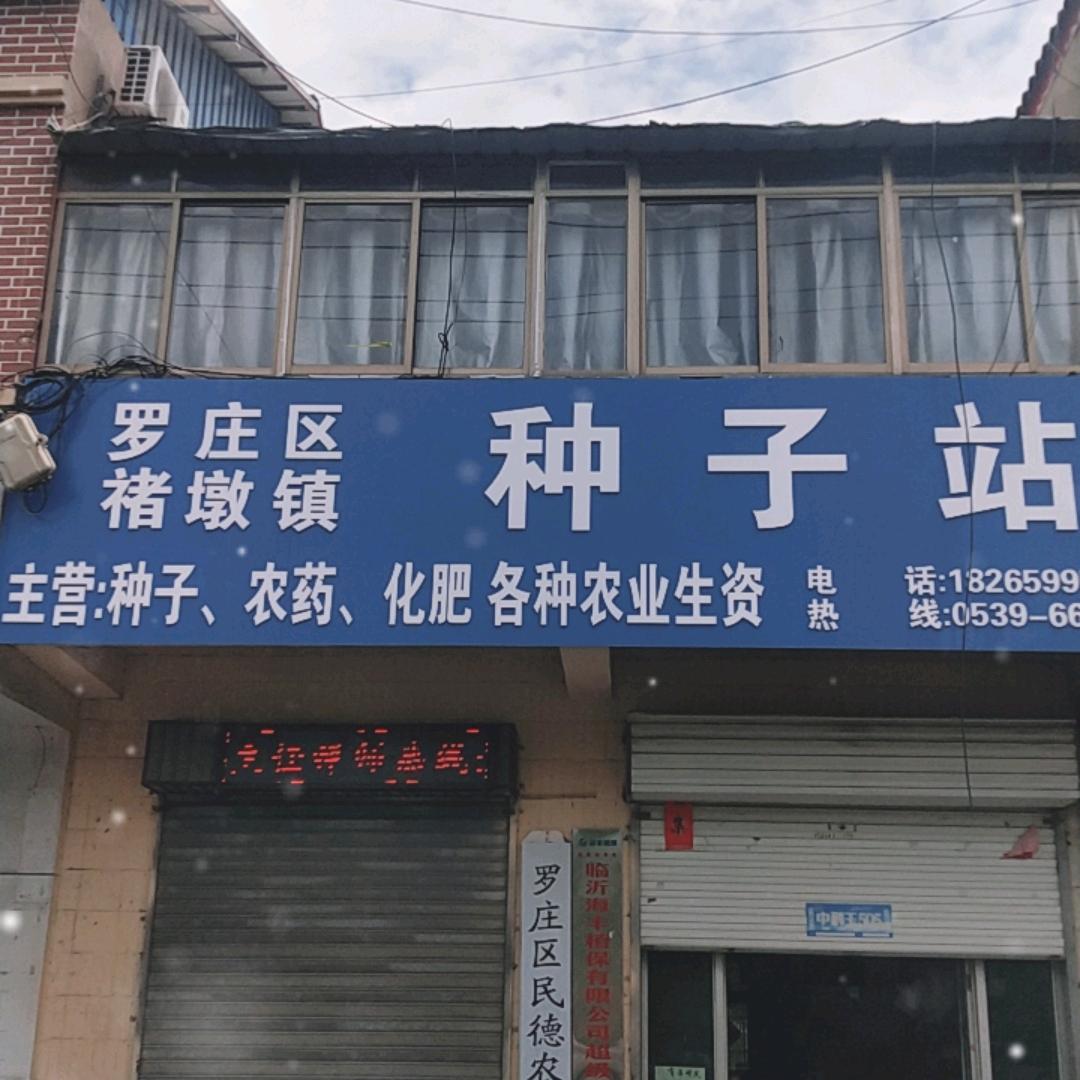 罗庄区
褚墩镇
种子站
主营:种子、农药、化肥 各种农业生资
电话:1826599
热线:0539-66
罗庄区民德农
临沂海丰植保有限公司超级